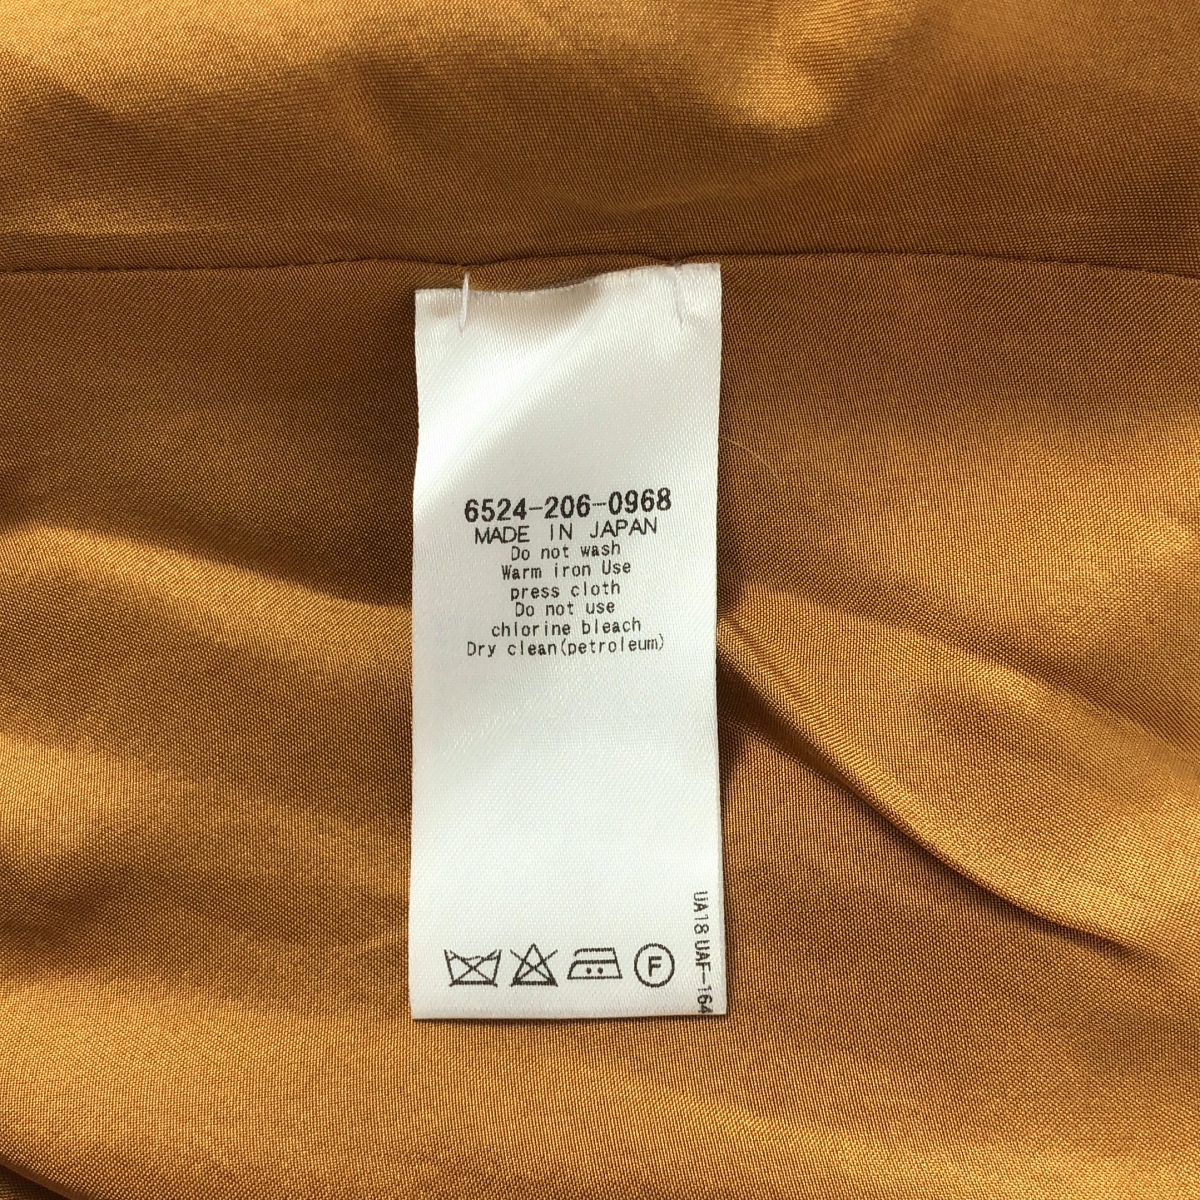 6524-206-0968
MADE IN JAPAN
Do not wash
Warm iron Use
press cloth
Do not use
chlorine bleach
Dry clean(petroleum)
UA18 UAF-164
F